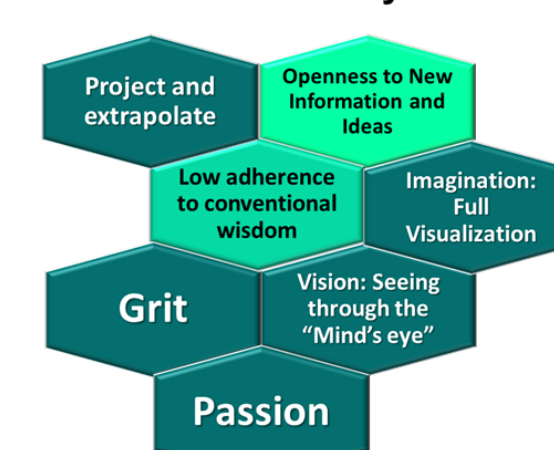 Project and
extrapolate
Openness to New
Information and
Ideas
Low adherence
to conventional
wisdom
Imagination:
Full
Visualization
Grit
Vision: Seeing
through the
“Mind’s eye”
Passion